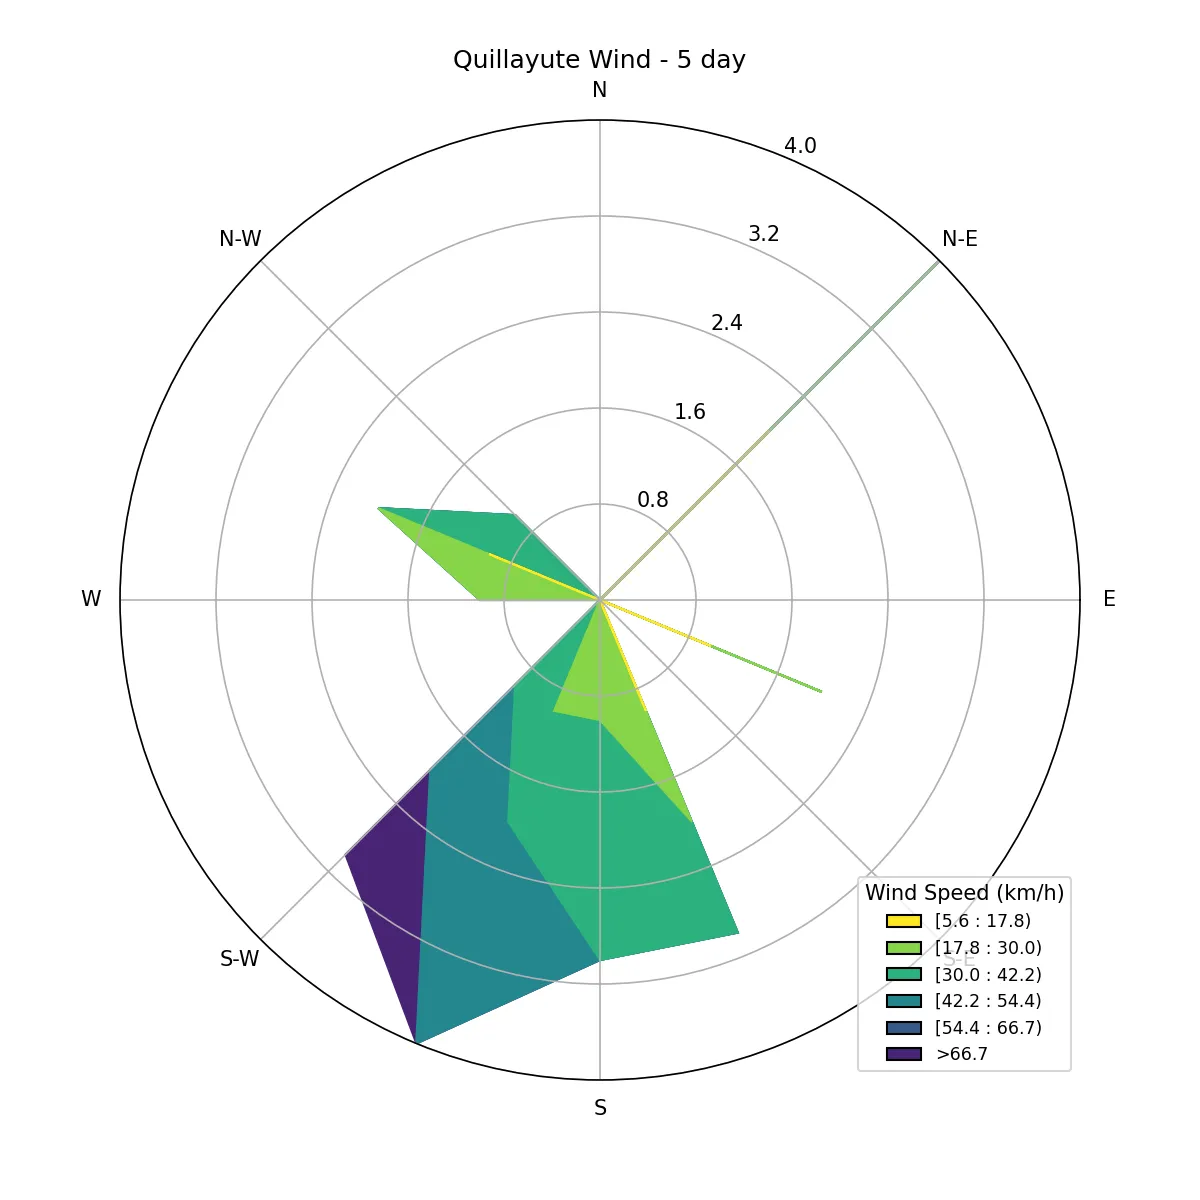 Quillayute Wind - 5 day
N
4.0
N-W
3.2
N-E
2.4
1.6
0.8
W
E
Wind Speed (km/h)
[5.6 : 17.8)
[17.8 : 30.0)
S-W
S-E
[30.0 : 42.2)
[42.2 : 54.4)
[54.4 : 66.7)
>66.7
S